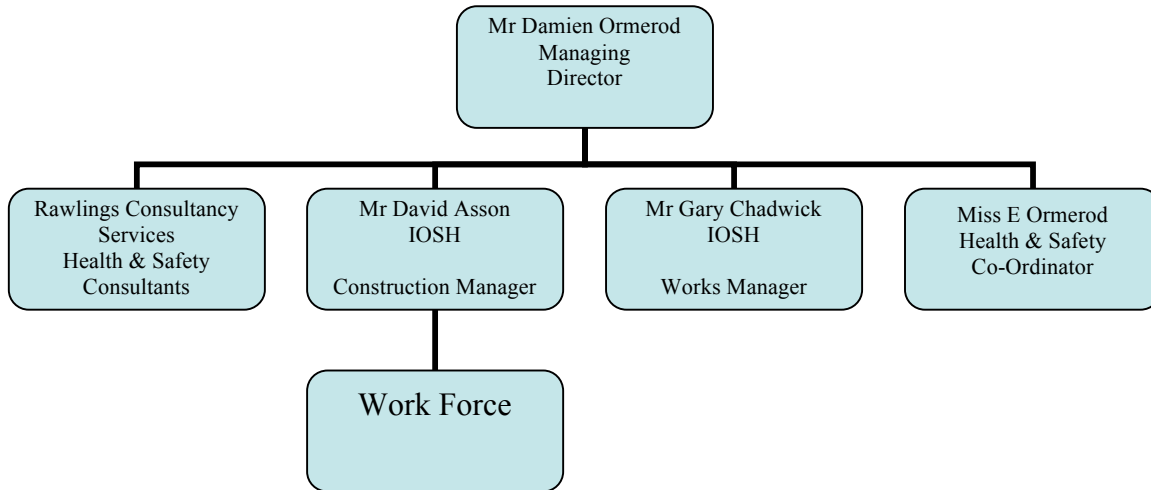 Mr Damien Ormerod
Managing
Director
Rawlings Consultancy
Services
Health & Safety
Consultants
Mr David Asson
IOSH
Construction Manager
Mr Gary Chadwick
IOSH
Works Manager
Miss E Ormerod
Health & Safety
Co-Ordinator
Work Force